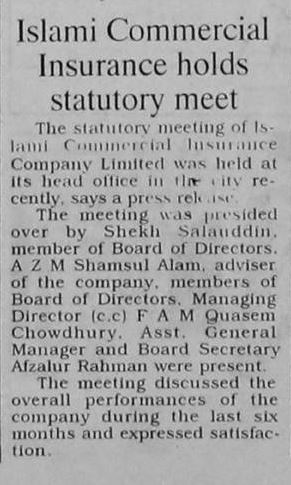 Islami Commercial
Insurance holds
statutory meet
The statutory meeting of Is-
lami Commercial Insurance
Company Limited was held at
its head office in the city re-
cently, says a press release.
The meeting was presided
over by Shekh Salauddin,
member of Board of Directors.
A Z M Shamsul Alam, adviser
of the company, members of
Board of Directors, Managing
Director (c.c) F A M Quasem
Chowdhury, Asst. General
Manager and Board Secretary
Afzalur Rahman were present.
The meeting discussed the
overall performances of the
company during the last six
months and expressed satisfac-
tion.